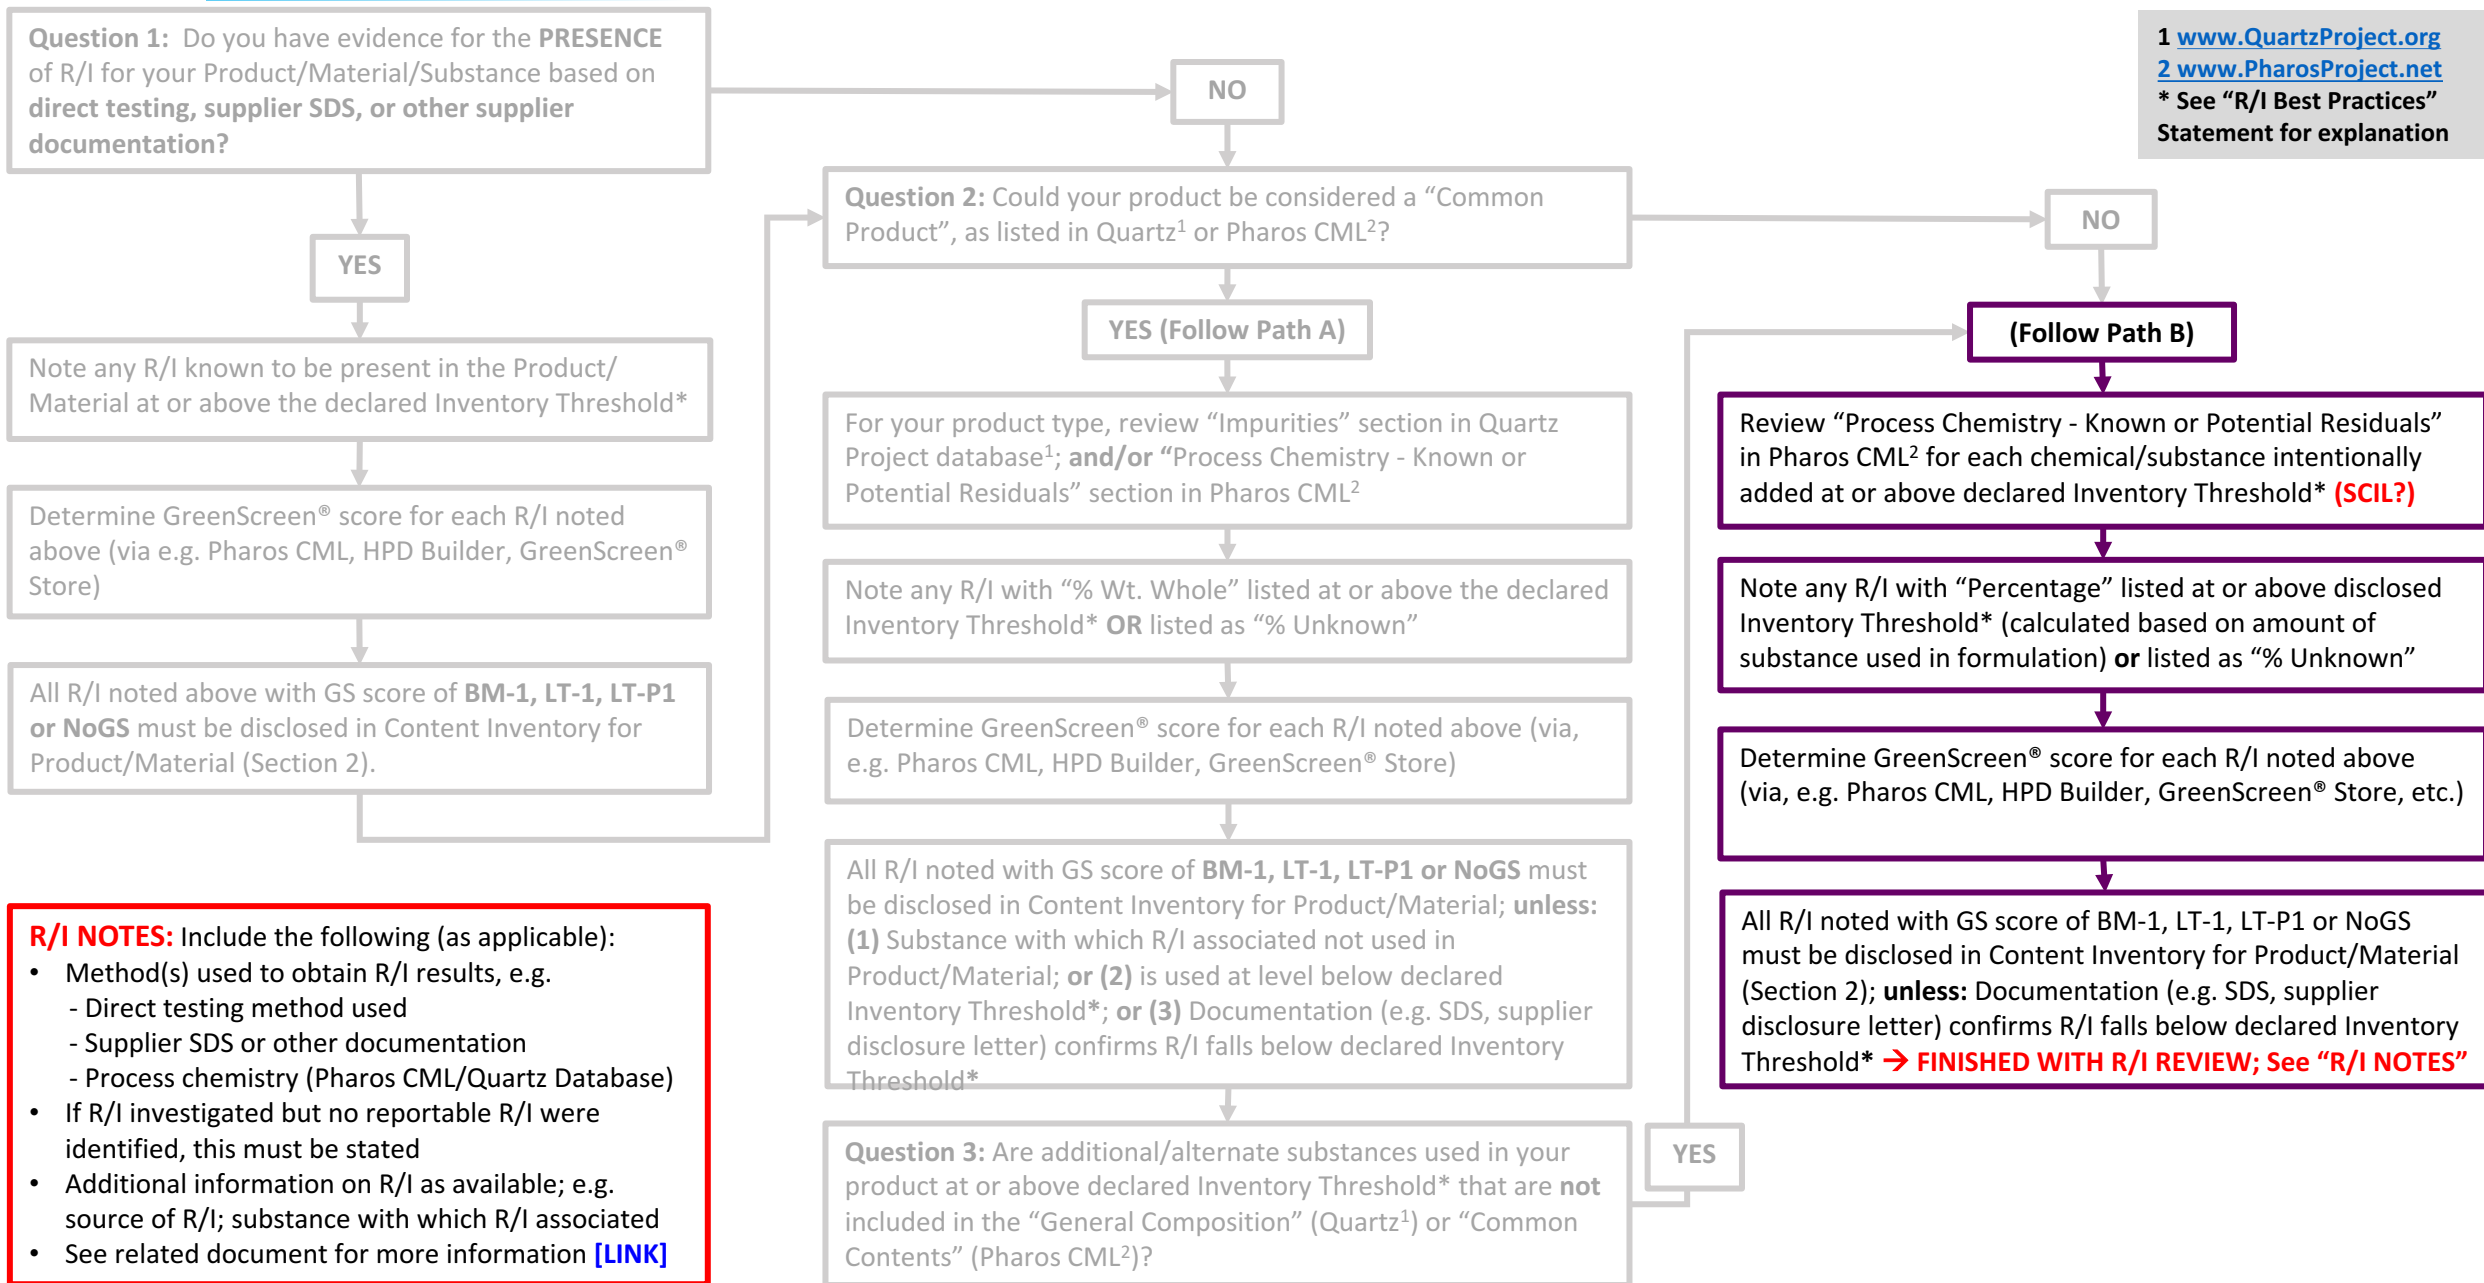 Question 1: Do you have evidence for the PRESENCE
of R/I for your Product/Material/Substance based on
direct testing, supplier SDS, or other supplier
documentation?
NO
1 www.QuartzProject.org
2 www.PharosProject.net
* See “R/I Best Practices”
Statement for explanation
YES
Note any R/I known to be present in the Product/
Material at or above the declared Inventory Threshold*
Determine GreenScreen® score for each R/I noted
above (via e.g. Pharos CML, HPD Builder, GreenScreen®
Store)
All R/I noted above with GS score of BM-1, LT-1, LT-P1
or NoGS must be disclosed in Content Inventory for
Product/Material (Section 2).
Question 2: Could your product be considered a “Common
Product”, as listed in Quartz¹ or Pharos CML²?
NO
YES (Follow Path A)
For your product type, review “Impurities” section in Quartz
Project database¹; and/or “Process Chemistry - Known or
Potential Residuals” section in Pharos CML²
Note any R/I with “% Wt. Whole” listed at or above the declared
Inventory Threshold* OR listed as “% Unknown”
Determine GreenScreen® score for each R/I noted above (via,
e.g. Pharos CML, HPD Builder, GreenScreen® Store)
All R/I noted with GS score of BM-1, LT-1, LT-P1 or NoGS must
be disclosed in Content Inventory for Product/Material; unless:
(1) Substance with which R/I associated not used in
Product/Material; or (2) is used at level below declared
Inventory Threshold*; or (3) Documentation (e.g. SDS, supplier
disclosure letter) confirms R/I falls below declared Inventory
Threshold*
Question 3: Are additional/alternate substances used in your
product at or above declared Inventory Threshold* that are not
included in the “General Composition” (Quartz¹) or “Common
Contents” (Pharos CML²)?
YES
(Follow Path B)
Review “Process Chemistry - Known or Potential Residuals”
in Pharos CML² for each chemical/substance intentionally
added at or above declared Inventory Threshold* (SCIL?)
Note any R/I with “Percentage” listed at or above disclosed
Inventory Threshold* (calculated based on amount of
substance used in formulation) or listed as “% Unknown”
Determine GreenScreen® score for each R/I noted above
(via, e.g. Pharos CML, HPD Builder, GreenScreen® Store, etc.)
All R/I noted with GS score of BM-1, LT-1, LT-P1 or NoGS
must be disclosed in Content Inventory for Product/Material
(Section 2); unless: Documentation (e.g. SDS, supplier
disclosure letter) confirms R/I falls below declared Inventory
Threshold* → FINISHED WITH R/I REVIEW; See “R/I NOTES”
R/I NOTES: Include the following (as applicable):
• Method(s) used to obtain R/I results, e.g.
- Direct testing method used
- Supplier SDS or other documentation
- Process chemistry (Pharos CML/Quartz Database)
• If R/I investigated but no reportable R/I were
identified, this must be stated
• Additional information on R/I as available; e.g.
source of R/I; substance with which R/I associated
• See related document for more information [LINK]